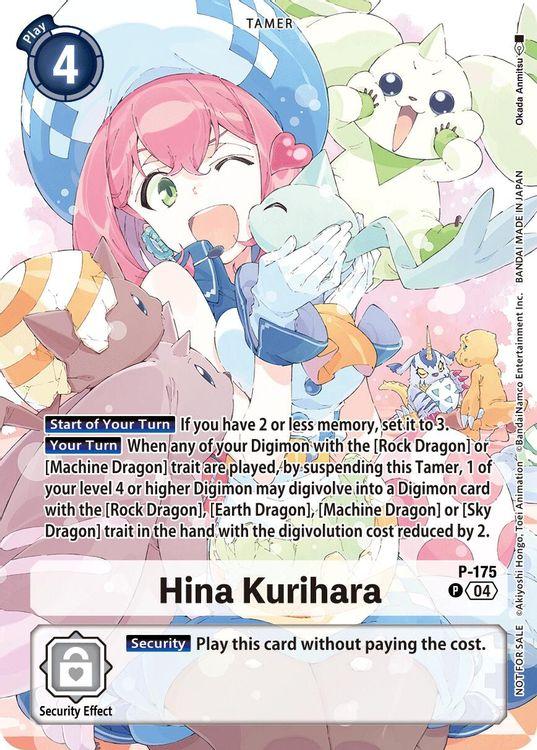 TAMER
Play
4
Okada Anmitsu
BANDAI MADE IN JAPAN
©Akiyoshi Hongo, Toei Animation ©BandaiNamco Entertainment Inc.
NOT FOR SALE
Start of Your Turn If you have 2 or less memory, set it to 3.
Your Turn When any of your Digimon with the [Rock Dragon] or
[Machine Dragon] trait are played, by suspending this Tamer, 1 of
your level 4 or higher Digimon may digivolve into a Digimon card
with the [Rock Dragon], [Earth Dragon], [Machine Dragon] or [Sky
Dragon] trait in the hand with the digivolution cost reduced by 2.
P-175
Hina Kurihara
P 04
Security Play this card without paying the cost.
Security Effect